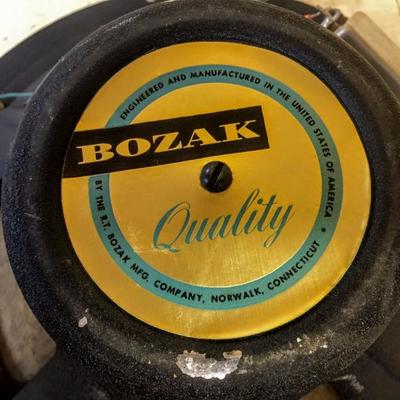 ENGINEERED AND MANUFACTURED IN THE UNITED STATES OF AMERICA •
BOZAK
Quality
BY THE R.T. BOZAK MFG. COMPANY, NORWALK, CONNECTICUT